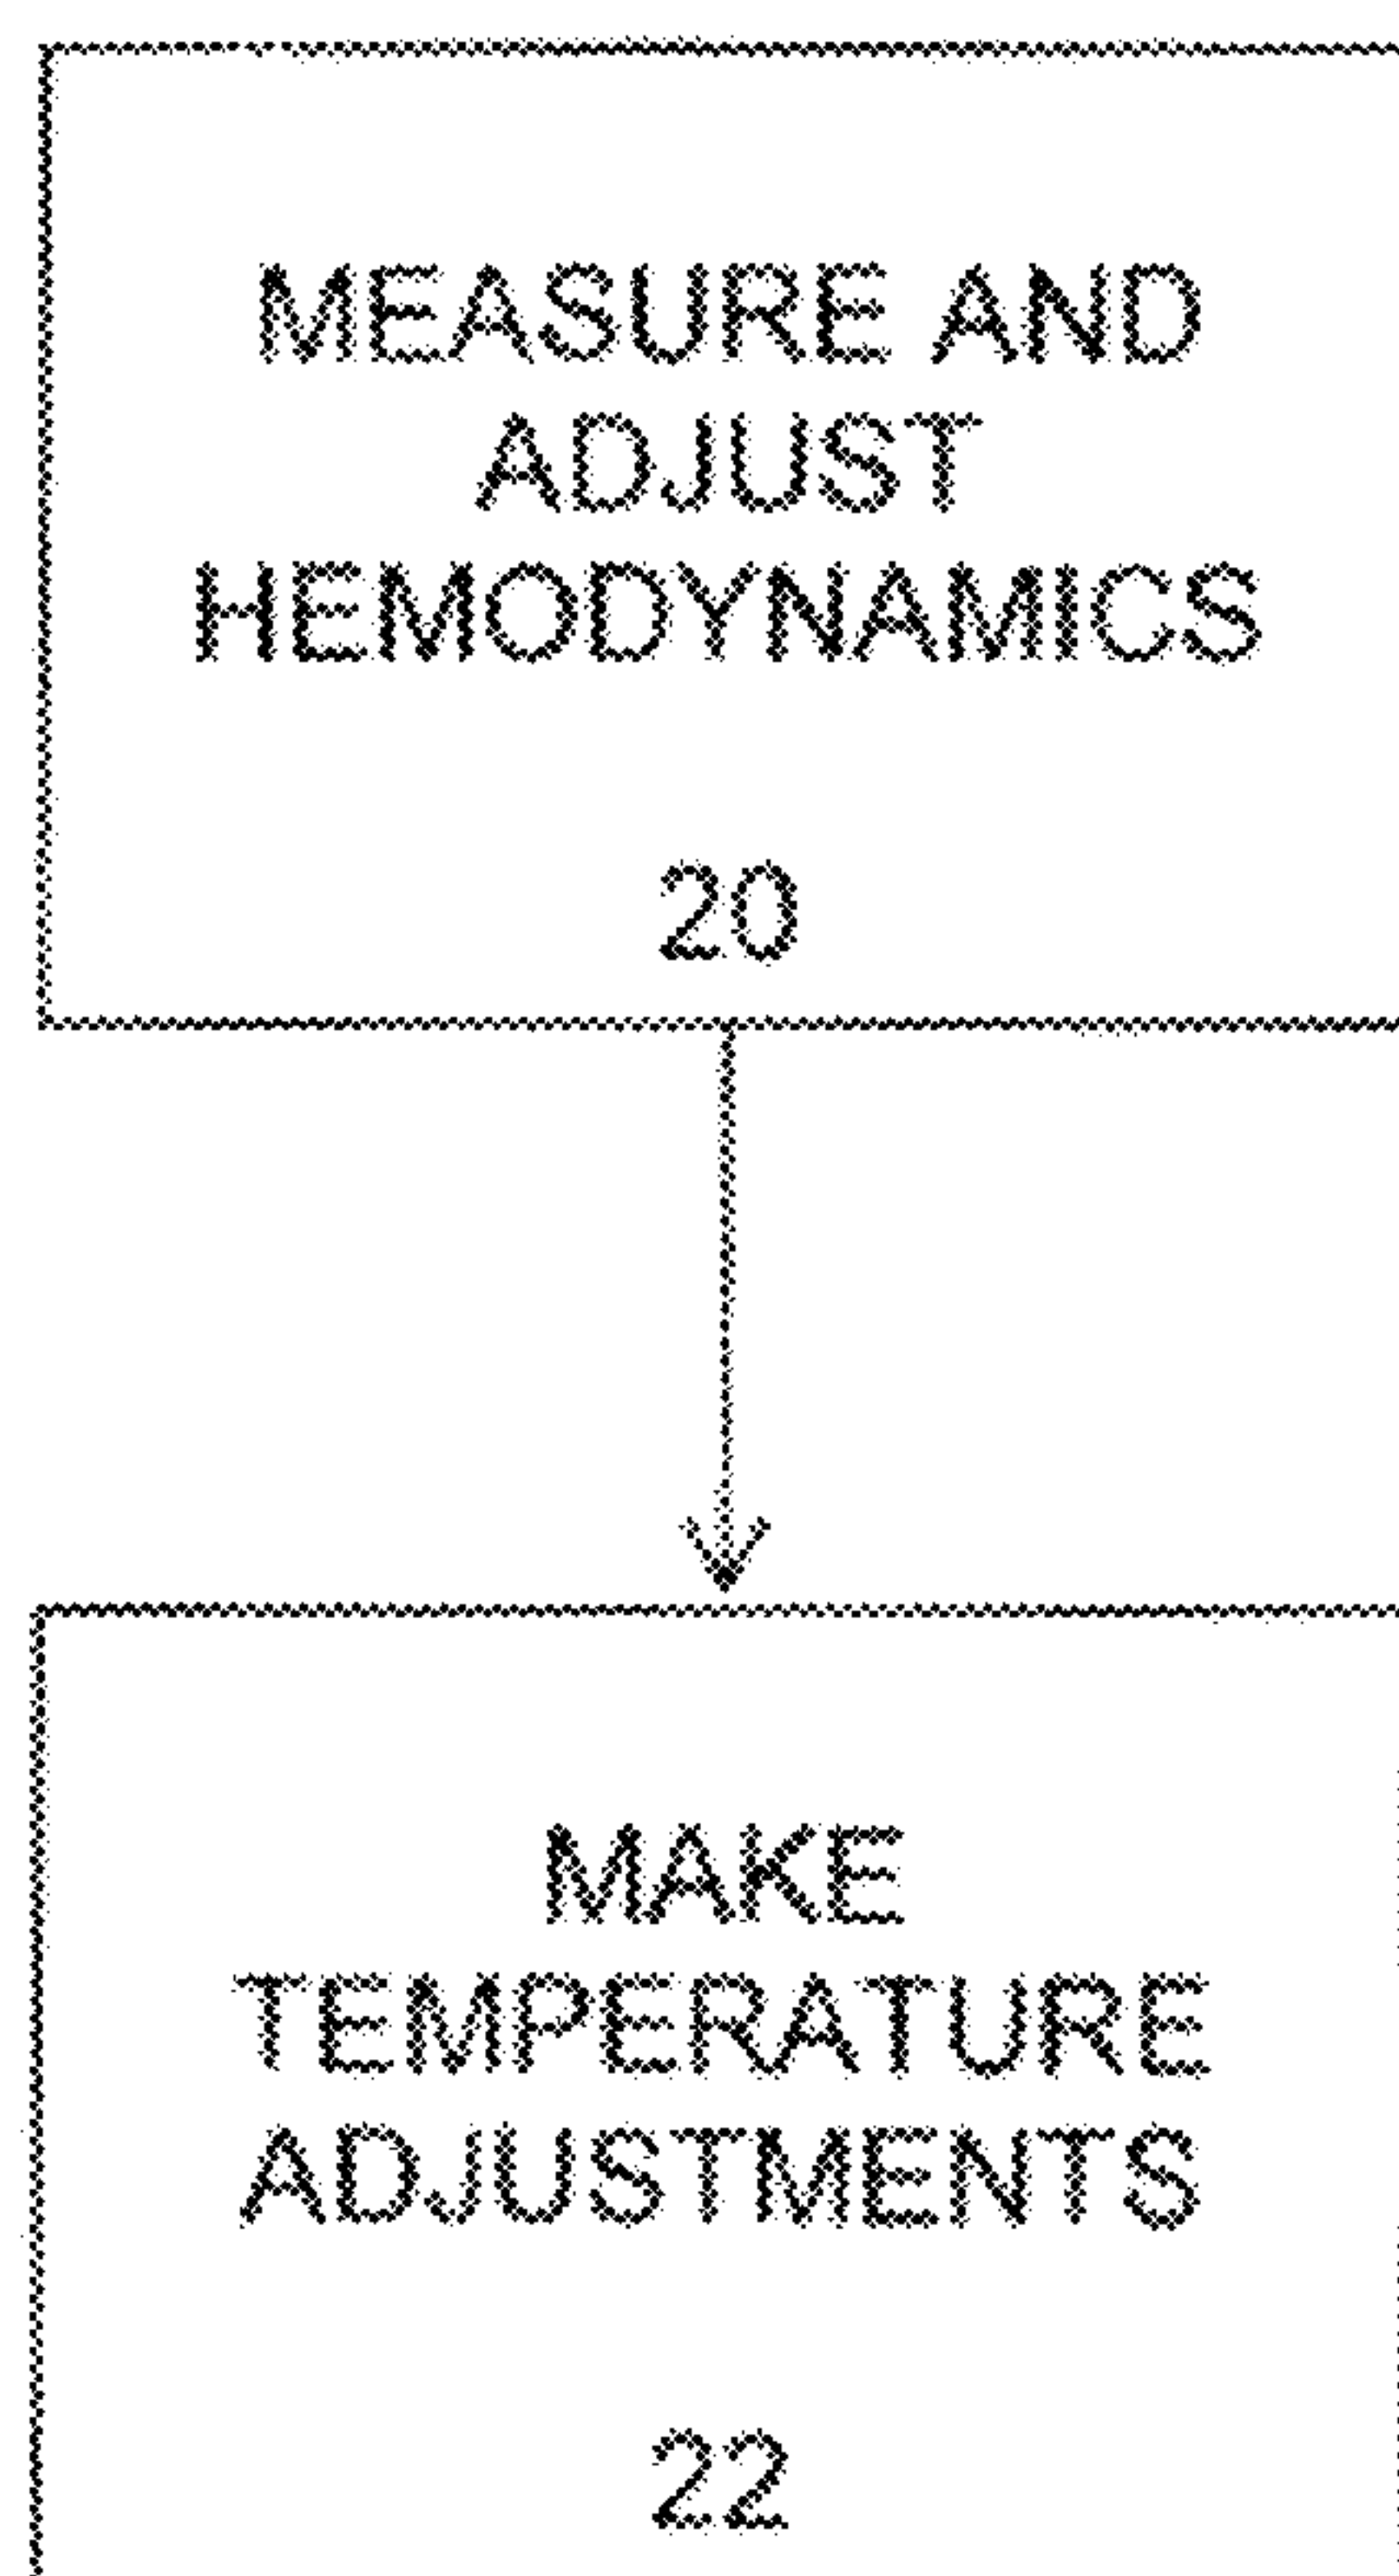 MEASURE AND
ADJUST
HEMODYNAMICS
20
MAKE
TEMPERATURE
ADJUSTMENTS
22